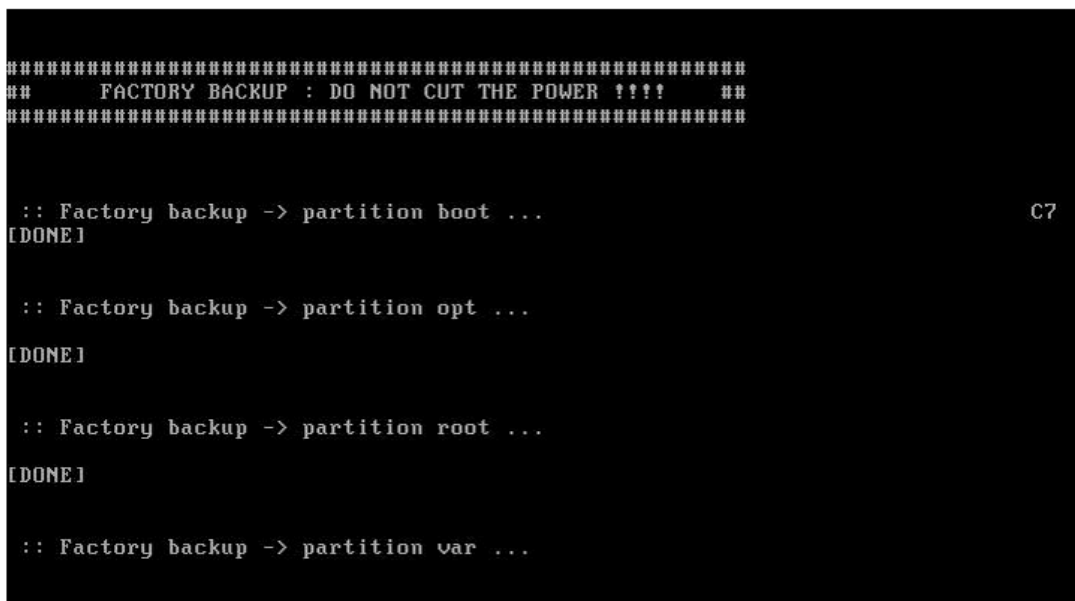 #######################################################
##     FACTORY BACKUP : DO NOT CUT THE POWER !!!!    ##
#######################################################
:: Factory backup -> partition boot ... C7
[DONE]
:: Factory backup -> partition opt ...
[DONE]
:: Factory backup -> partition root ...
[DONE]
:: Factory backup -> partition var ...